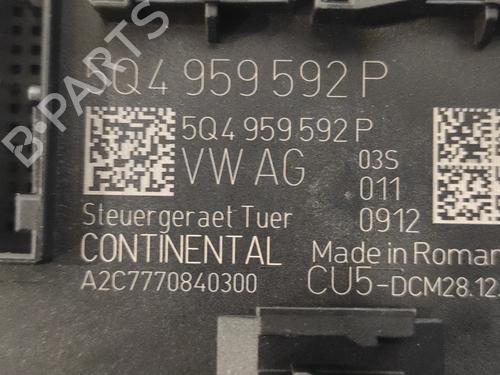 5Q4 959 592 P
5Q4 959 592 P
VW AG
03S
011
0912
Steuergeraet Tuer
CONTINENTAL
Made in Roman
A2C7770840300
CU5-DCM28.12.
B-Parts